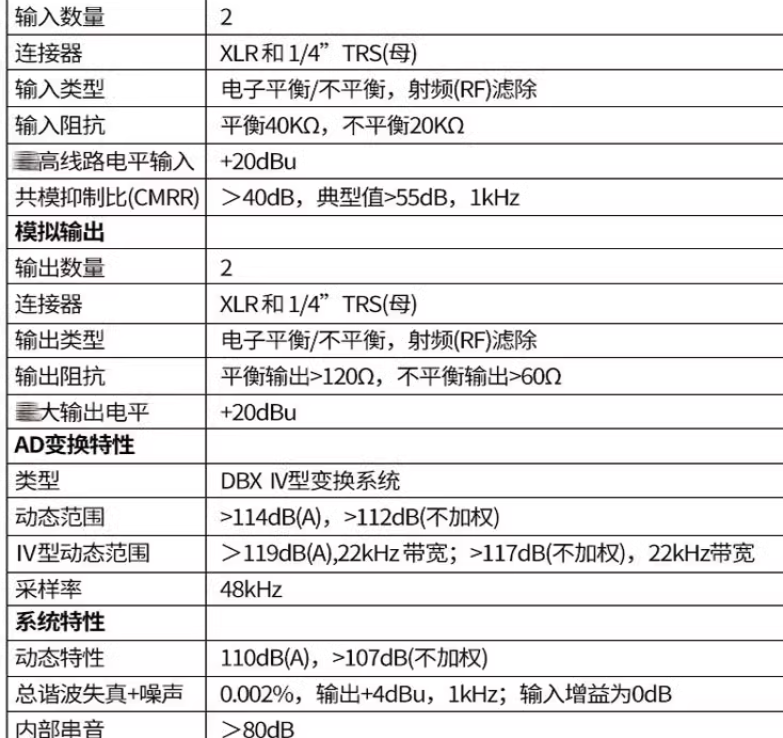 输入数量 2
连接器 XLR和1/4”TRS(母)
输入类型 电子平衡/不平衡，射频(RF)滤除
输入阻抗 平衡40KΩ，不平衡20KΩ
高线路电平输入 +20dBu
共模抑制比(CMRR) ＞40dB，典型值>55dB，1kHz
模拟输出
输出数量 2
连接器 XLR和1/4”TRS(母)
输出类型 电子平衡/不平衡，射频(RF)滤除
输出阻抗 平衡输出>120Ω，不平衡输出>60Ω
大输出电平 +20dBu
AD变换特性
类型 DBX Ⅳ型变换系统
动态范围 >114dB(A)，>112dB(不加权)
Ⅳ型动态范围 ＞119dB(A),22kHz带宽；>117dB(不加权)，22kHz带宽
采样率 48kHz
系统特性
动态特性 110dB(A)，>107dB(不加权)
总谐波失真+噪声 0.002%，输出+4dBu，1kHz；输入增益为0dB
内部串音 ＞80dB